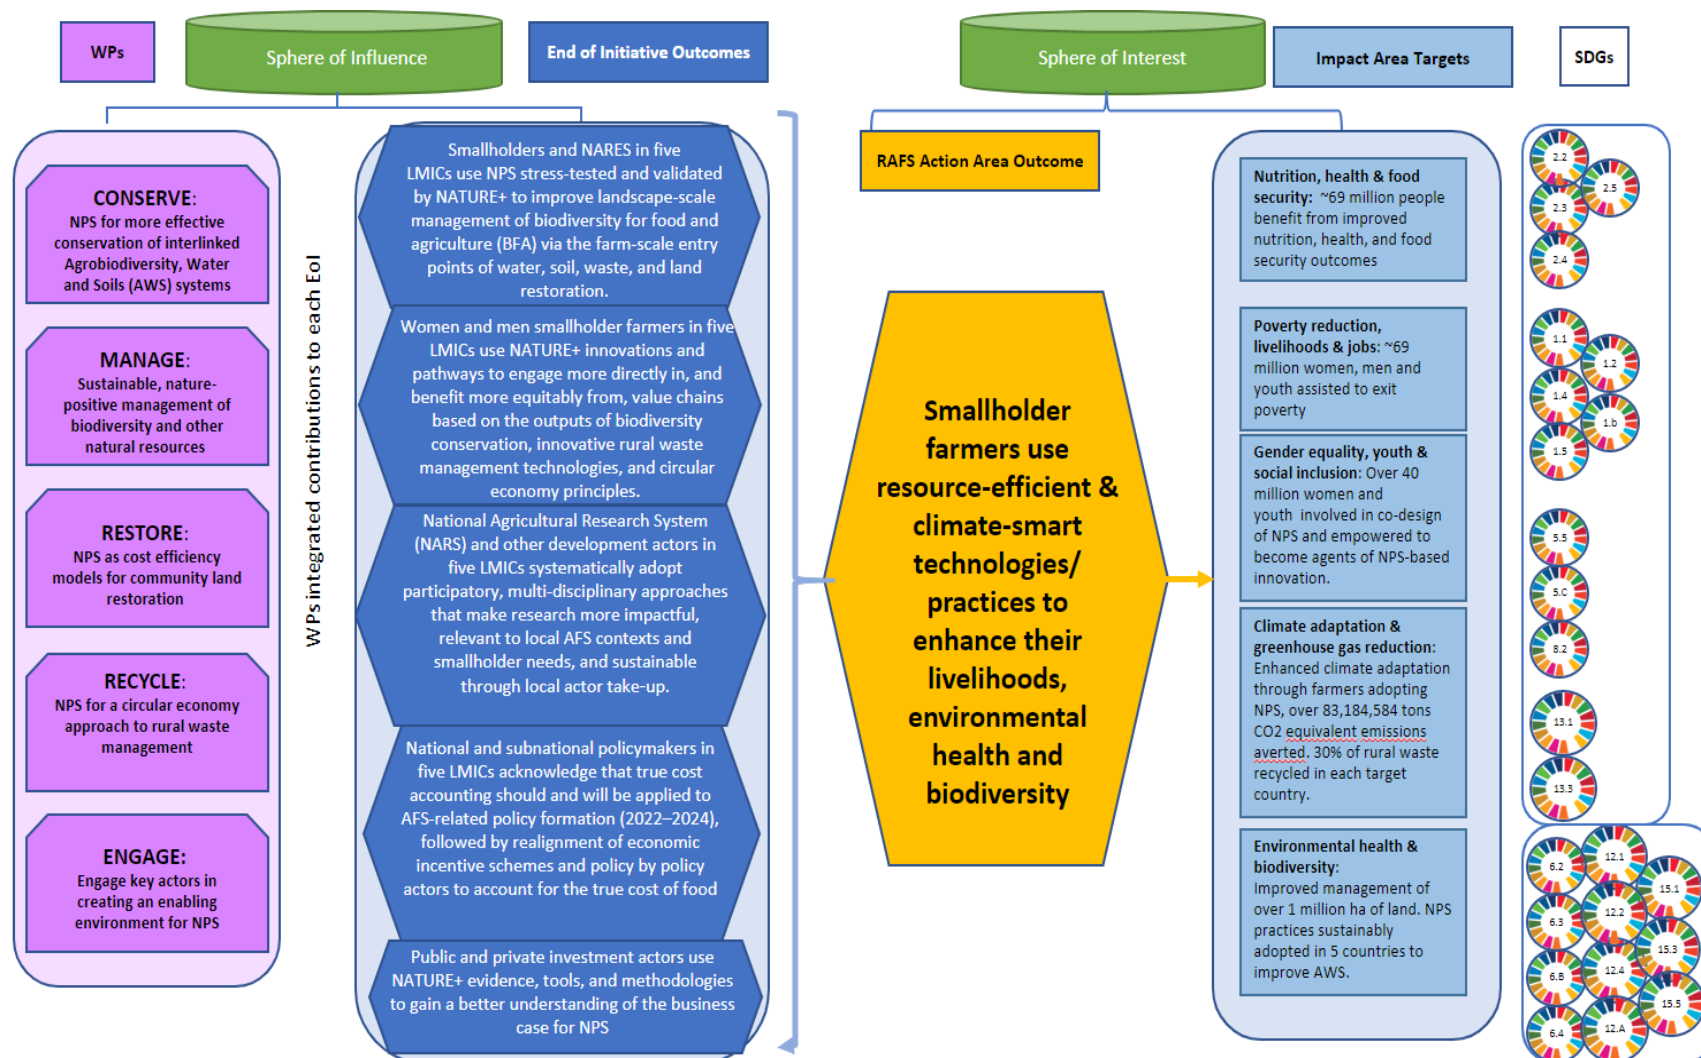 WPs
Sphere of Influence
End of Initiative Outcomes
Sphere of Interest
Impact Area Targets
SDGs
CONSERVE:
NPS for more effective
conservation of interlinked
Agrobiodiversity, Water
and Soils (AWS) systems
MANAGE:
Sustainable, nature-
positive management of
biodiversity and other
natural resources
RESTORE:
NPS as cost efficiency
models for community land
restoration
RECYCLE:
NPS for a circular economy
approach to rural waste
management
ENGAGE:
Engage key actors in
creating an enabling
environment for NPS
WPs integrated contributions to each EoI
Smallholders and NARES in five
LMICs use NPS stress-tested and validated
by NATURE+ to improve landscape-scale
management of biodiversity for food and
agriculture (BFA) via the farm-scale entry
points of water, soil, waste, and land
restoration.
Women and men smallholder farmers in five
LMICs use NATURE+ innovations and
pathways to engage more directly in, and
benefit more equitably from, value chains
based on the outputs of biodiversity
conservation, innovative rural waste
management technologies, and circular
economy principles.
National Agricultural Research System
(NARS) and other development actors in
five LMICs systematically adopt
participatory, multi-disciplinary approaches
that make research more impactful,
relevant to local AFS contexts and
smallholder needs, and sustainable
through local actor take-up.
National and subnational policymakers in
five LMICs acknowledge that true cost
accounting should and will be applied to
AFS-related policy formation (2022–2024),
followed by realignment of economic
incentive schemes and policy by policy
actors to account for the true cost of food
Public and private investment actors use
NATURE+ evidence, tools, and methodologies
to gain a better understanding of the business
case for NPS
RAFS Action Area Outcome
Smallholder
farmers use
resource-efficient &
climate-smart
technologies/
practices to
enhance their
livelihoods,
environmental
health and
biodiversity
Nutrition, health & food
security: ~69 million people
benefit from improved
nutrition, health, and food
security outcomes
Poverty reduction,
livelihoods & jobs: ~69
million women, men and
youth assisted to exit
poverty
Gender equality, youth &
social inclusion: Over 40
million women and
youth involved in co-design
of NPS and empowered to
become agents of NPS-based
innovation.
Climate adaptation &
greenhouse gas reduction:
Enhanced climate adaptation
through farmers adopting
NPS, over 83,184,584 tons
CO2 equivalent emissions
averted. 30% of rural waste
recycled in each target
country.
Environmental health &
biodiversity:
Improved management of
over 1 million ha of land. NPS
practices sustainably
adopted in 5 countries to
improve AWS.
2.2
2.5
2.3
2.4
1.1
1.2
1.4
1.b
1.5
5.5
5.C
8.2
13.1
13.3
6.2
12.1
15.1
12.2
6.3
15.3
12.4
6.B
15.5
12.A
6.4